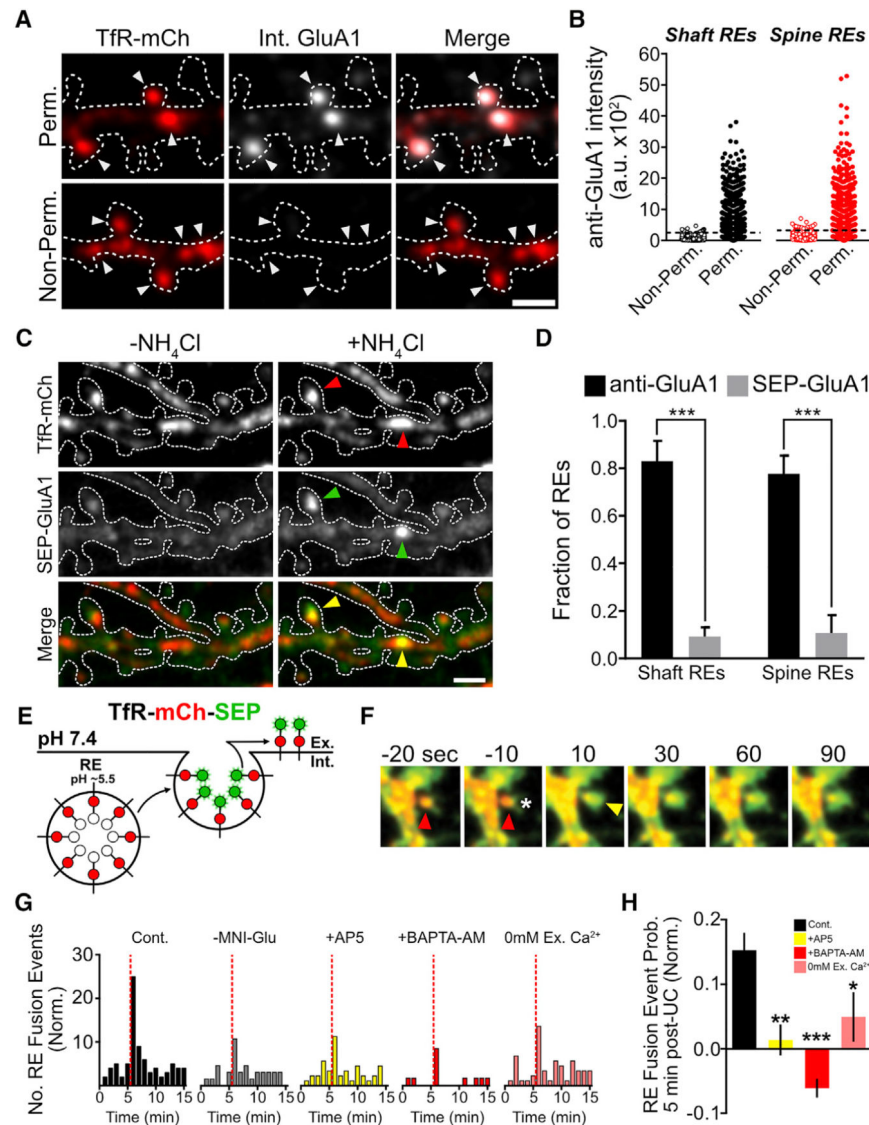 A
TfR-mCh Int. GluA1 Merge
Perm.
Non-Perm.
B
Shaft REs Spine REs
anti-GluA1 intensity
(a.u. x10²)
60
50
40
30
20
10
0
Non-Perm. Perm. Non-Perm. Perm.
C
-NH₄Cl +NH₄Cl
TfR-mCh
SEP-GluA1
Merge
D
anti-GluA1 SEP-GluA1
*** ***
Fraction of REs
1.0
0.8
0.6
0.4
0.2
0.0
Shaft REs Spine REs
E
TfR-mCh-SEP
pH 7.4
RE
pH ~5.5
Ex.
Int.
F
-20 sec -10 10 30 60 90
*
G
Cont. -MNI-Glu +AP5 +BAPTA-AM 0mM Ex. Ca²⁺
No. RE Fusion Events
(Norm.)
30
20
10
0 5 10 15 0 5 10 15 0 5 10 15 0 5 10 15 0 5 10 15
Time (min) Time (min) Time (min) Time (min) Time (min)
H
RE Fusion Event Prob.
5 min post-UC (Norm.)
0.2
0.1
0.0
-0.1
Cont.
+AP5
+BAPTA-AM
0mM Ex. Ca²⁺
** *** *